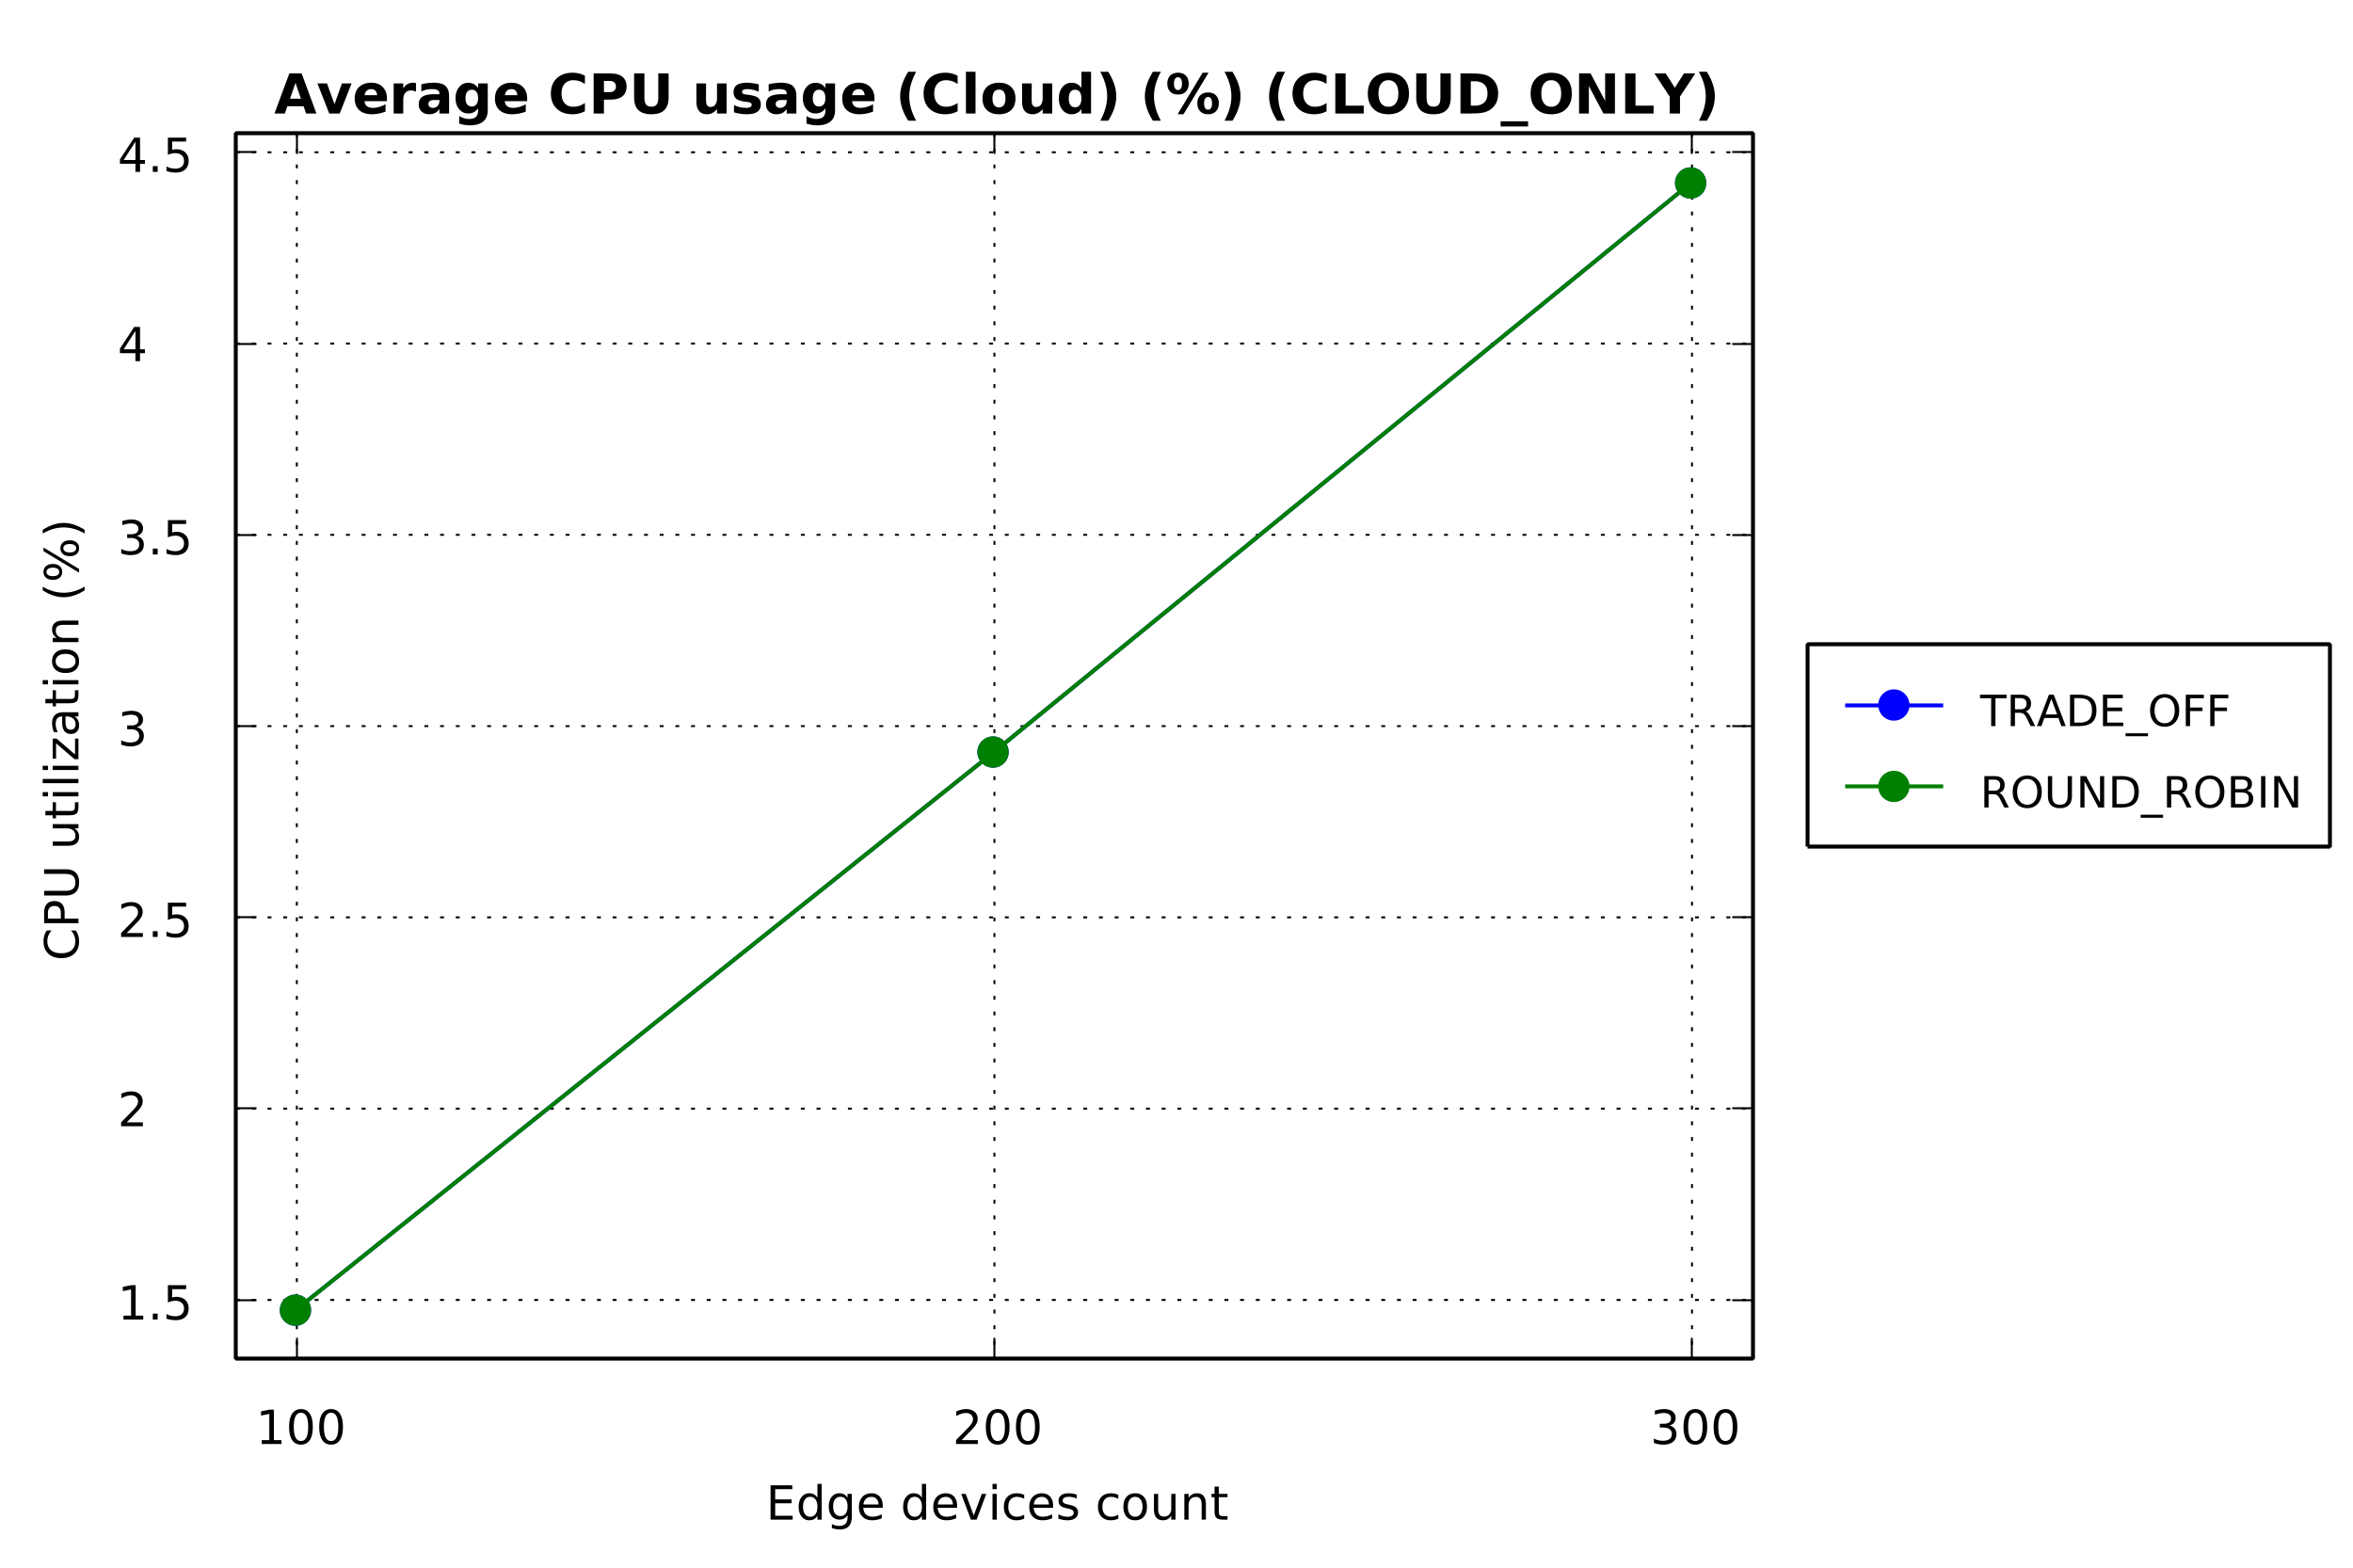 Average CPU usage (Cloud) (%) (CLOUD_ONLY)
4.5
4
3.5
3
2.5
2
1.5
CPU utilization (%)
100 200 300
Edge devices count
TRADE_OFF
ROUND_ROBIN